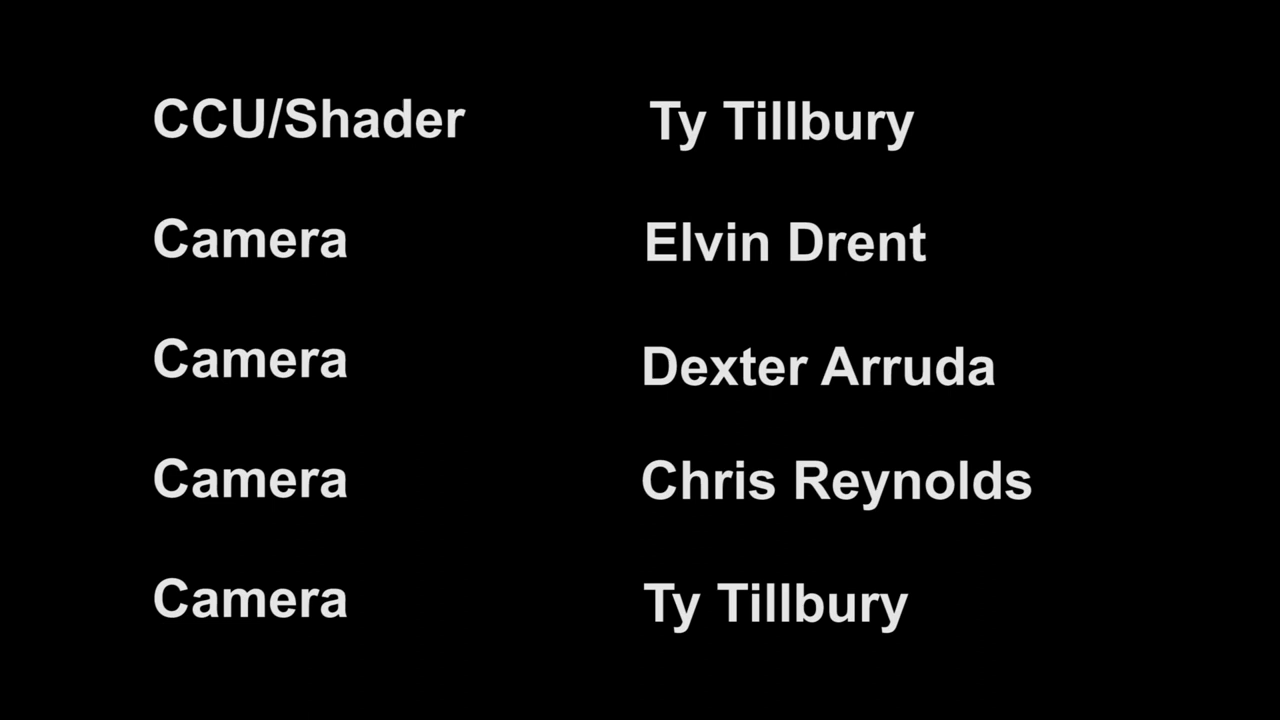 CCU/Shader Ty Tillbury
Camera Elvin Drent
Camera Dexter Arruda
Camera Chris Reynolds
Camera Ty Tillbury